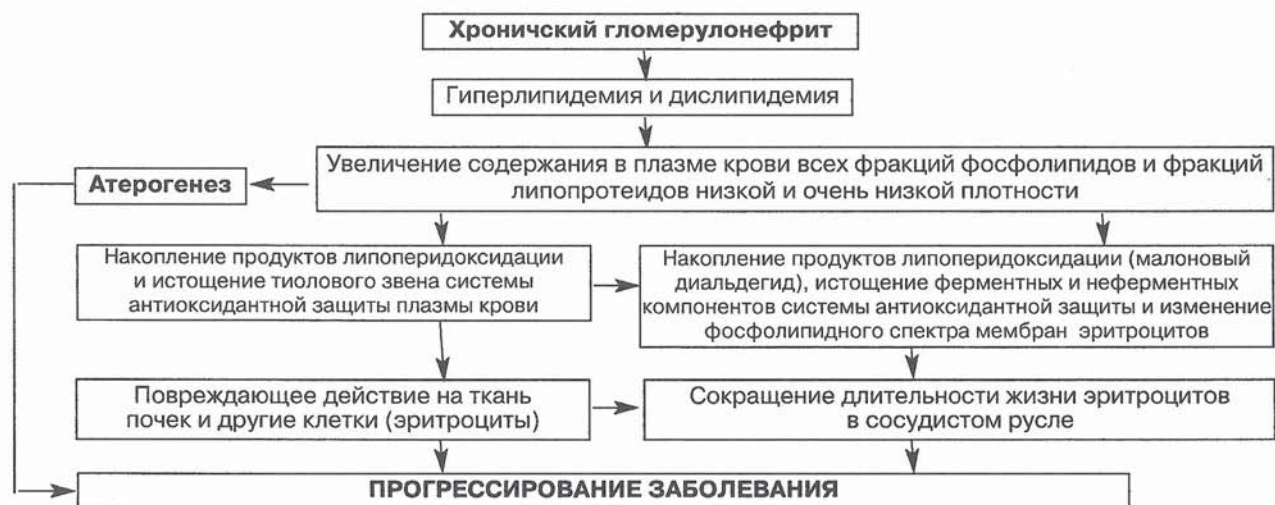 Хроничский гломерулонефрит
Гиперлипидемия и дислипидемия
Увеличение содержания в плазме крови всех фракций фосфолипидов и фракций
липопротеидов низкой и очень низкой плотности
Атерогенез
Накопление продуктов липопероидоксидации
и истощение тиолового звена системы
антиоксидантной защиты плазмы крови
Накопление продуктов липопероидоксидации (малоновый
диальдегид), истощение ферментных и неферментных
компонентов системы антиоксидантной защиты и изменение
фосфолипидного спектра мембран эритроцитов
Повреждающее действие на ткань
почек и другие клетки (эритроциты)
Сокращение длительности жизни эритроцитов
в сосудистом русле
ПРОГРЕССИРОВАНИЕ ЗАБОЛЕВАНИЯ